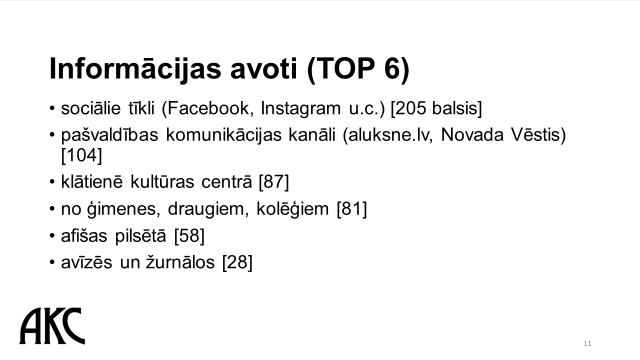 Informācijas avoti (TOP 6)
• sociālie tīkli (Facebook, Instagram u.c.) [205 balsis]
• pašvaldības komunikācijas kanāli (aluksne.lv, Novada Vēstis)
[104]
• klātienē kultūras centrā [87]
• no ģimenes, draugiem, kolēģiem [81]
• afišas pilsētā [58]
• avīzēs un žurnālos [28]
AKC
11